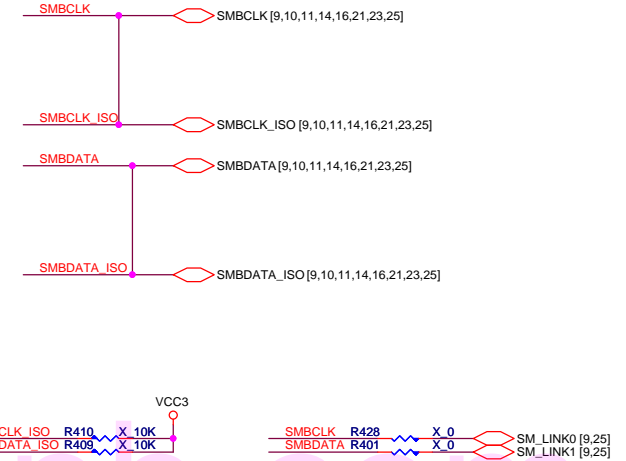 SMBCLK SMBCLK [9,10,11,14,16,21,23,25]
SMBCLK_ISO SMBCLK_ISO [9,10,11,14,16,21,23,25]
SMBDATA SMBDATA [9,10,11,14,16,21,23,25]
SMBDATA_ISO SMBDATA_ISO [9,10,11,14,16,21,23,25]
VCC3
CLK_ISO R410 X_10K SMBCLK R428 X_0 SM_LINK0 [9,25]
DATA_ISO R409 X_10K SMBDATA R401 X_0 SM_LINK1 [9,25]